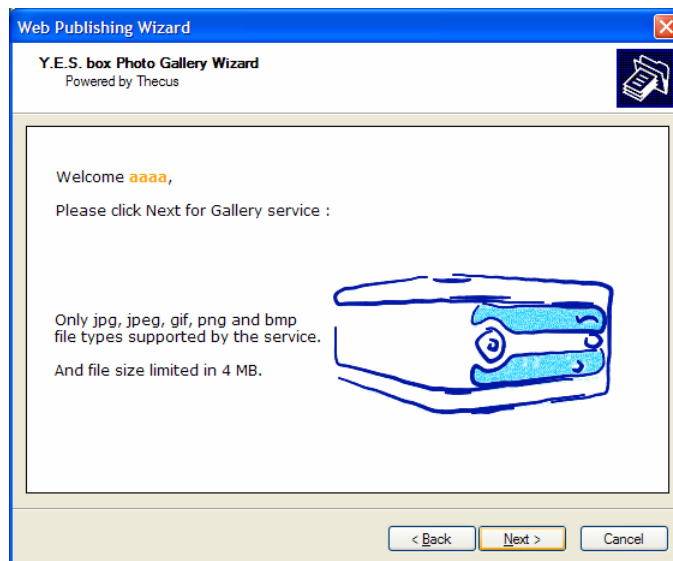 Web Publishing Wizard
Y.E.S. box Photo Gallery Wizard
Powered by Thecus
Welcome aaaa,
Please click Next for Gallery service :
Only jpg, jpeg, gif, png and bmp
file types supported by the service.
And file size limited in 4 MB.
< Back
Next >
Cancel